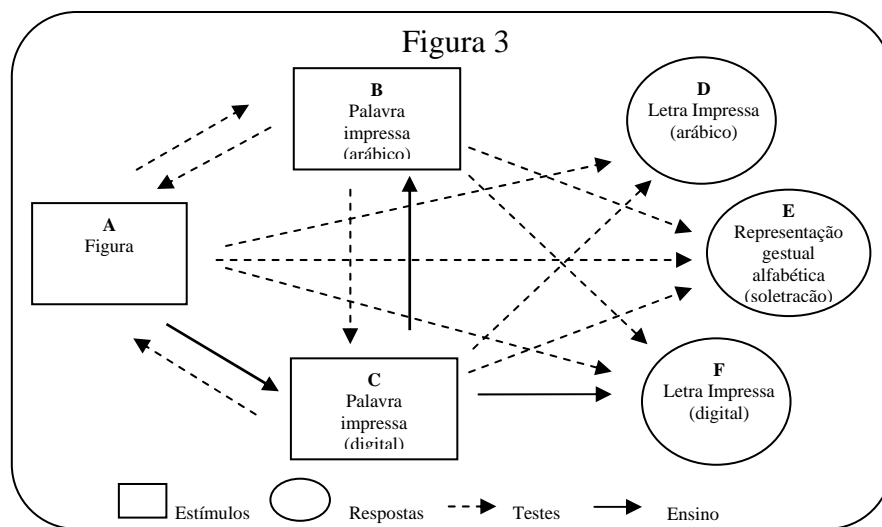 Figura 3
B
Palavra
impressa
(arábico)
D
Letra Impressa
(arábico)
A
Figura
E
Representação
gestual
alfabética
(soletração)
C
Palavra
impressa
(digital)
F
Letra Impressa
(digital)
Estímulos
Respostas
Testes
Ensino